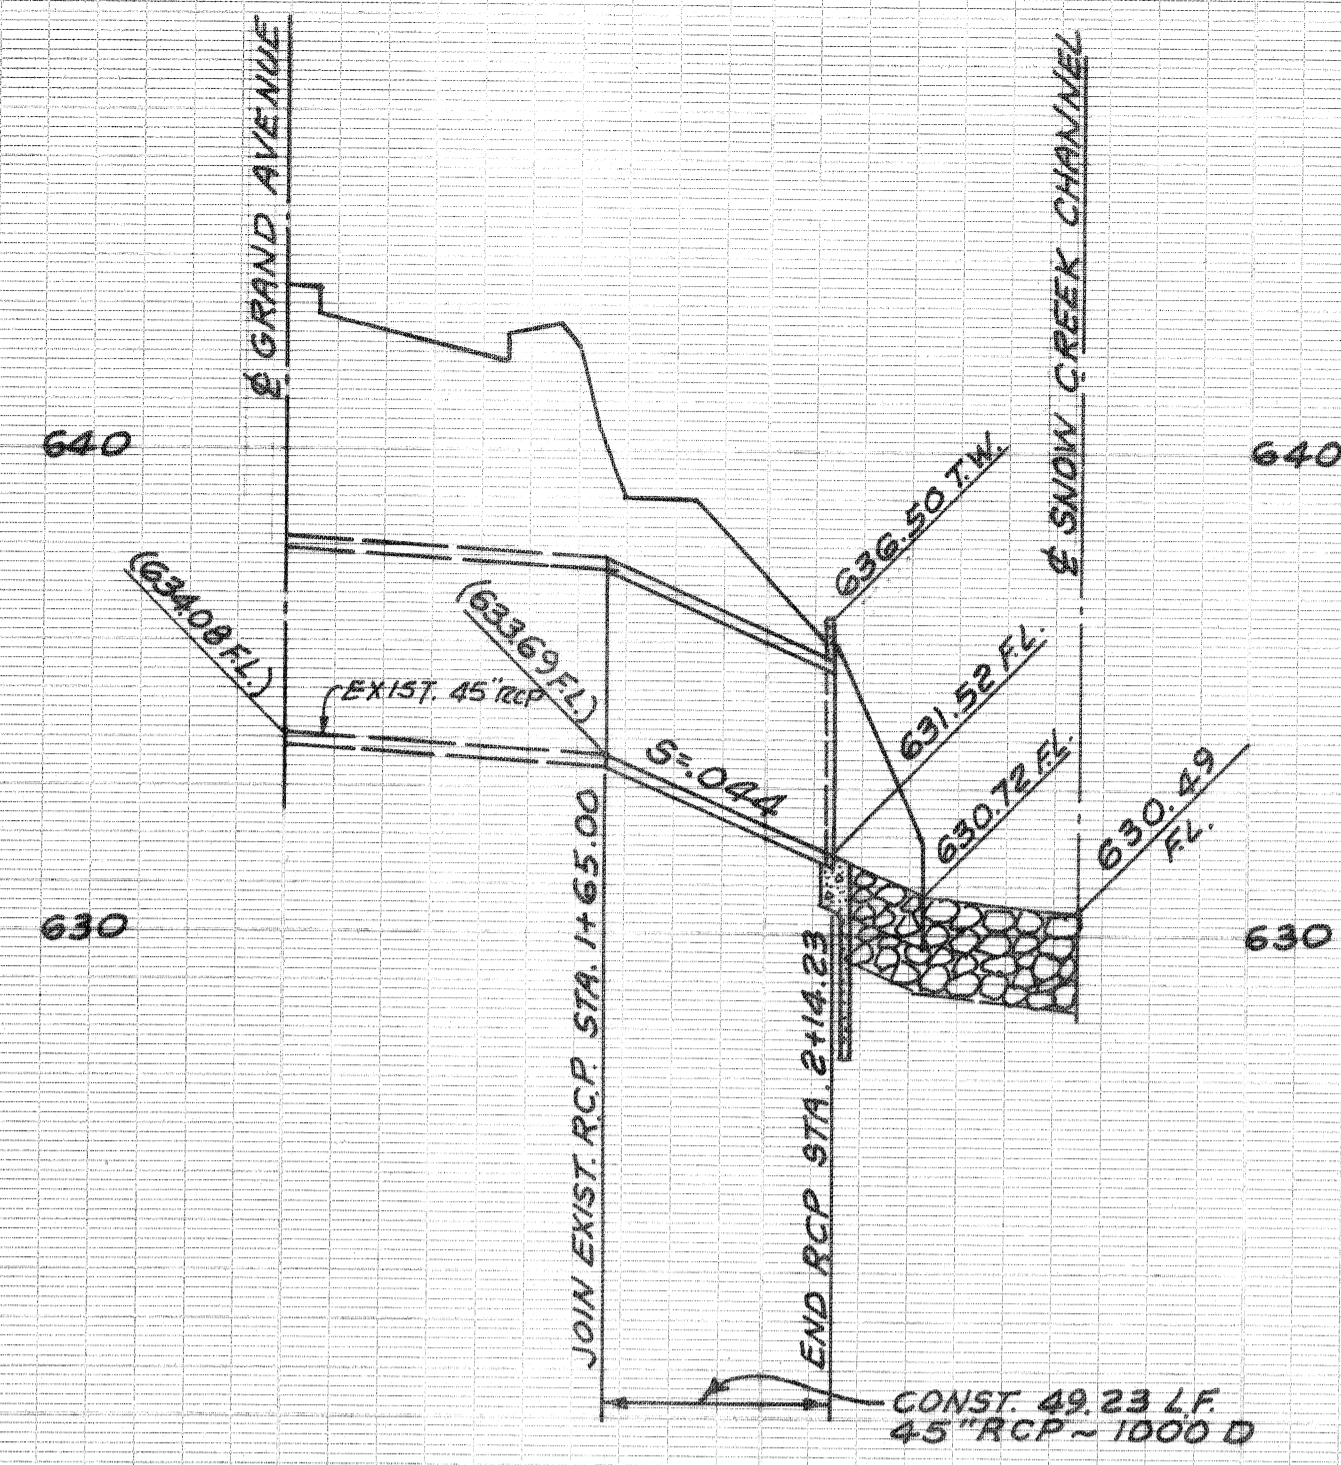 ℄ GRAND AVENUE
℄ SNOW CREEK CHANNEL
640
640
636.50 T.W.
(634.08 F.L.)
(633.69 F.L.)
EXIST. 45" RCP
631.52 F.L.
S=.044
630.72 F.L.
630.49
F.L.
630
630
JOIN EXIST. R.C.P. STA. 1+65.00
END RCP STA. 2+14.23
CONST. 49.23 L.F.
45" RCP ~ 1000 D